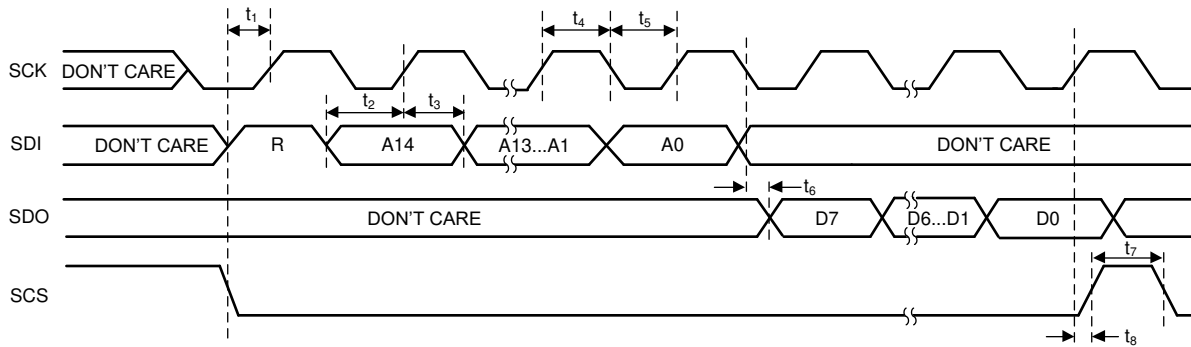 t1 t4 t5
SCK DON'T CARE
t2 t3
SDI DON'T CARE R A14 A13...A1 A0 DON'T CARE
t6
SDO DON'T CARE D7 D6...D1 D0
t7
SCS
t8